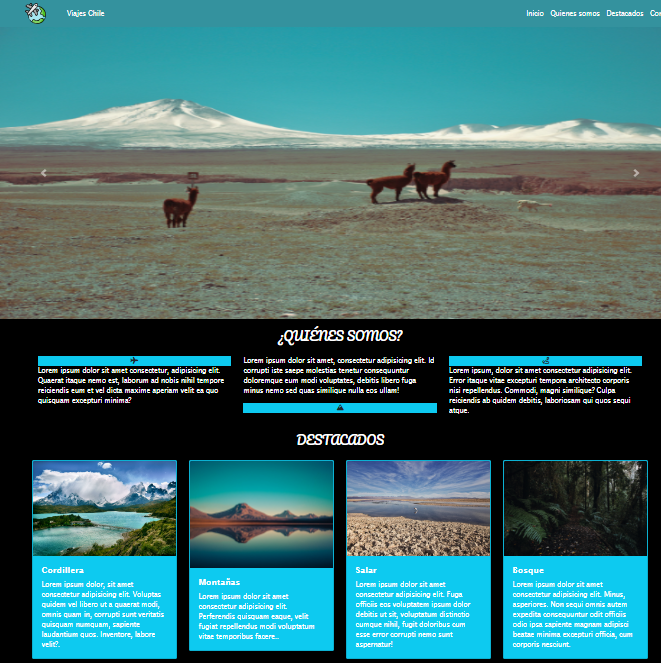 Viajes Chile
Inicio Quienes somos Destacados Con
¿QUIÉNES SOMOS?
Lorem ipsum dolor sit amet consectetur, adipisicing elit.
Quaerat itaque nemo est, laborum ad nobis nihil tempore
reiciendis eum et vel dicta maxime aperiam velit ea quo
quisquam excepturi minima?
Lorem ipsum dolor sit amet, consectetur adipisicing elit. Id
corrupti iste saepe molestias tenetur consequuntur
doloremque eum modi voluptates, debitis libero fuga
minus nemo sed quas similique nulla eos ullam!
Lorem ipsum dolor, sit amet consectetur adipisicing elit.
Error itaque vitae excepturi tempora architecto corporis
nisi repellendus. Commodi, magni similique? Culpa
reiciendis ab quidem debitis, laboriosam qui quos sequi
atque.
DESTACADOS
Cordillera
Lorem ipsum dolor, sit amet
consectetur adipisicing elit. Voluptas
quidem vel libero ut a quaerat modi,
omnis quam in, corrupti sunt veritatis
quisquam numquam, sapiente
laudantium quos. Inventore, labore
velit?.
Montañas
Lorem ipsum dolor, sit amet
consectetur adipisicing elit.
Perferendis quisquam eaque, velit
fugiat repellendus modi voluptatum
vitae temporibus facere..
Salar
Lorem ipsum dolor, sit amet
consectetur adipisicing elit. Fuga
officiis eos voluptatem ipsum dolor
debitis ut sit, voluptatum distinctio
cumque nihil, fugit doloribus cum
esse error corrupti nemo sunt
aspernatur!
Bosque
Lorem ipsum dolor, sit amet
consectetur adipisicing elit. Minus,
asperiores. Non sequi omnis autem
expedita consequuntur odit officiis
odio ipsa sapiente magnam adipisci
beatae minima excepturi officia, cum
corporis nesciunt.